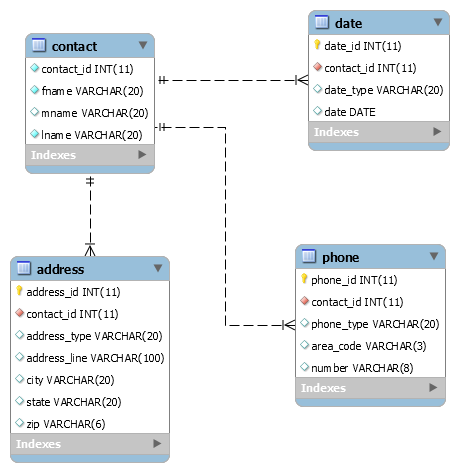 contact
contact_id INT(11)
fname VARCHAR(20)
mname VARCHAR(20)
lname VARCHAR(20)
Indexes
date
date_id INT(11)
contact_id INT(11)
date_type VARCHAR(20)
date DATE
Indexes
address
address_id INT(11)
contact_id INT(11)
address_type VARCHAR(20)
address_line VARCHAR(100)
city VARCHAR(20)
state VARCHAR(20)
zip VARCHAR(6)
Indexes
phone
phone_id INT(11)
contact_id INT(11)
phone_type VARCHAR(20)
area_code VARCHAR(3)
number VARCHAR(8)
Indexes